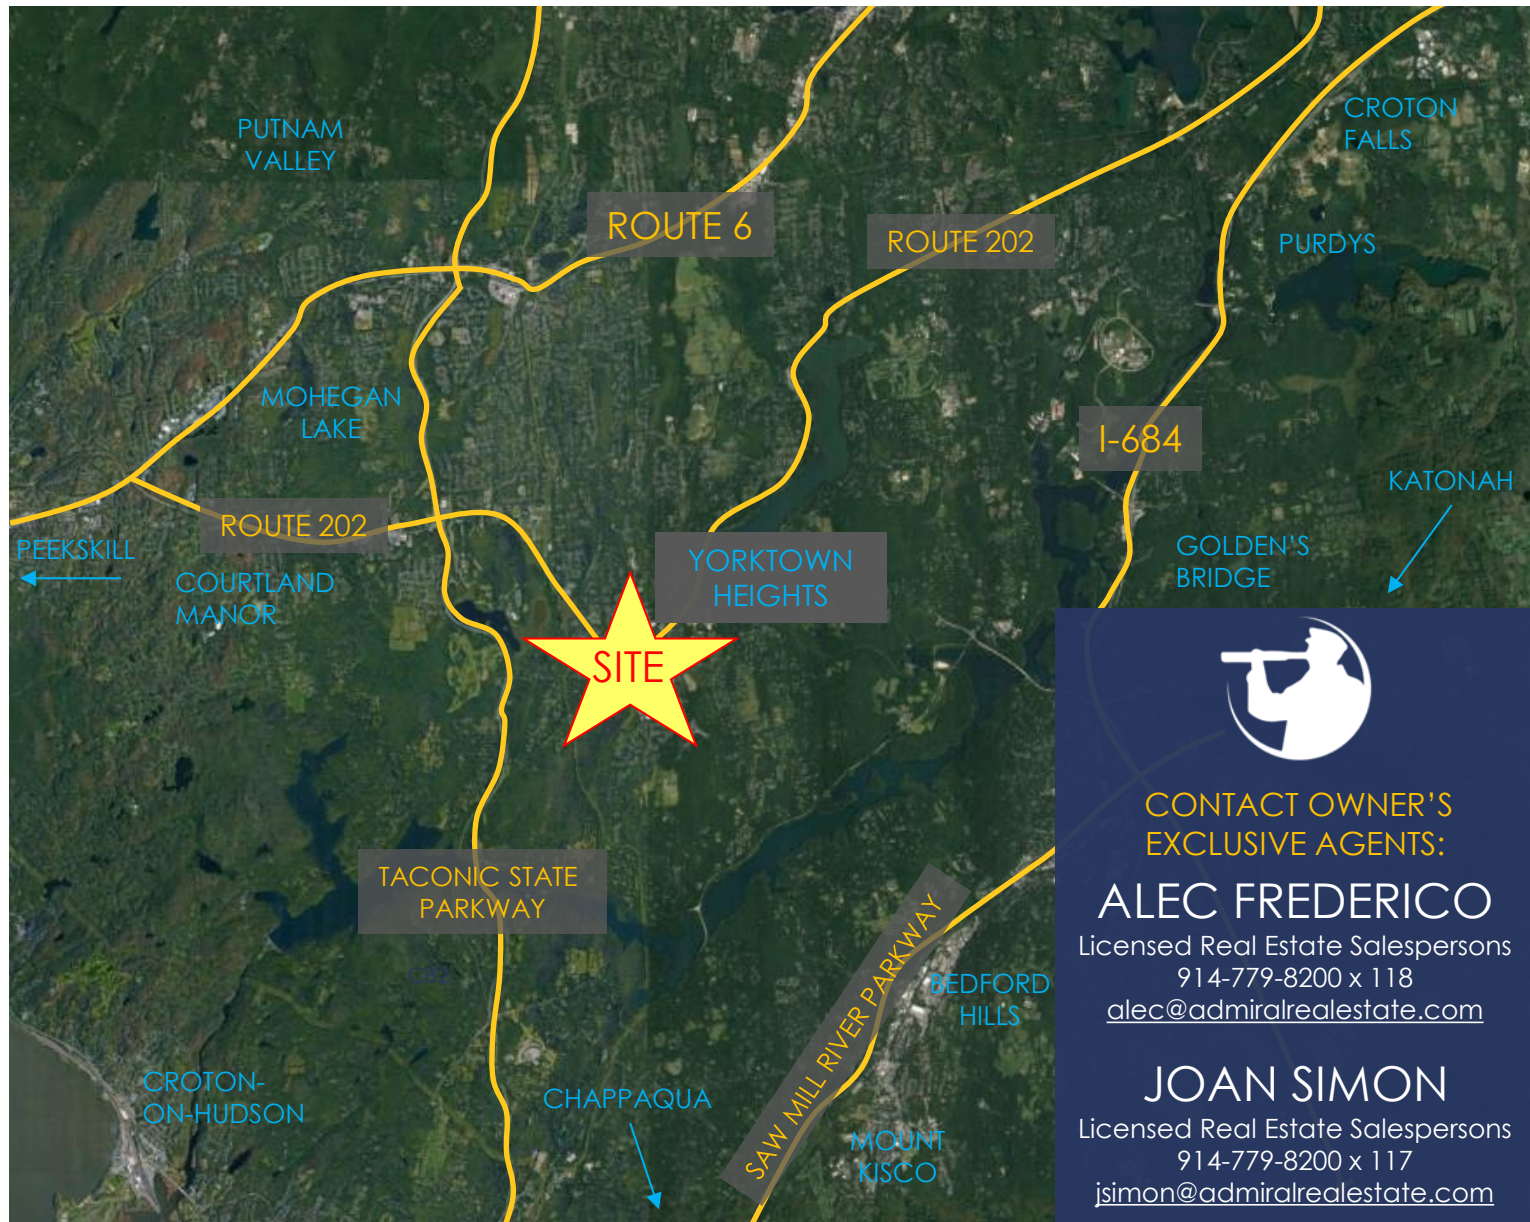 PUTNAM
VALLEY
CROTON
FALLS
ROUTE 6
ROUTE 202
PURDYS
MOHEGAN
LAKE
I-684
KATONAH
ROUTE 202
PEEKSKILL
COURTLAND
MANOR
YORKTOWN
HEIGHTS
GOLDEN'S
BRIDGE
SITE
TACONIC STATE
PARKWAY
SAW MILL RIVER PARKWAY
BEDFORD
HILLS
CROTON-
ON-HUDSON
CHAPPAQUA
MOUNT
KISCO
CONTACT OWNER'S
EXCLUSIVE AGENTS:
ALEC FREDERICO
Licensed Real Estate Salespersons
914-779-8200 x 118
alec@admiralrealestate.com
JOAN SIMON
Licensed Real Estate Salespersons
914-779-8200 x 117
jsimon@admiralrealestate.com